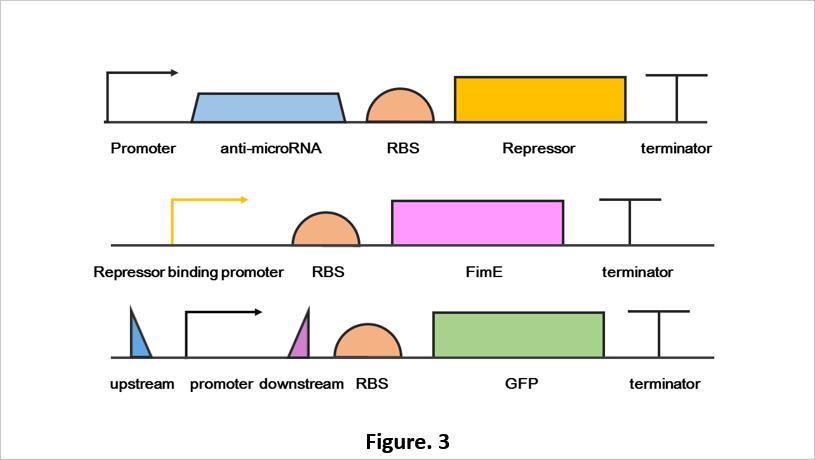 Promoter anti-microRNA RBS Repressor terminator
Repressor binding promoter RBS FimE terminator
upstream promoter downstream RBS GFP terminator
Figure. 3